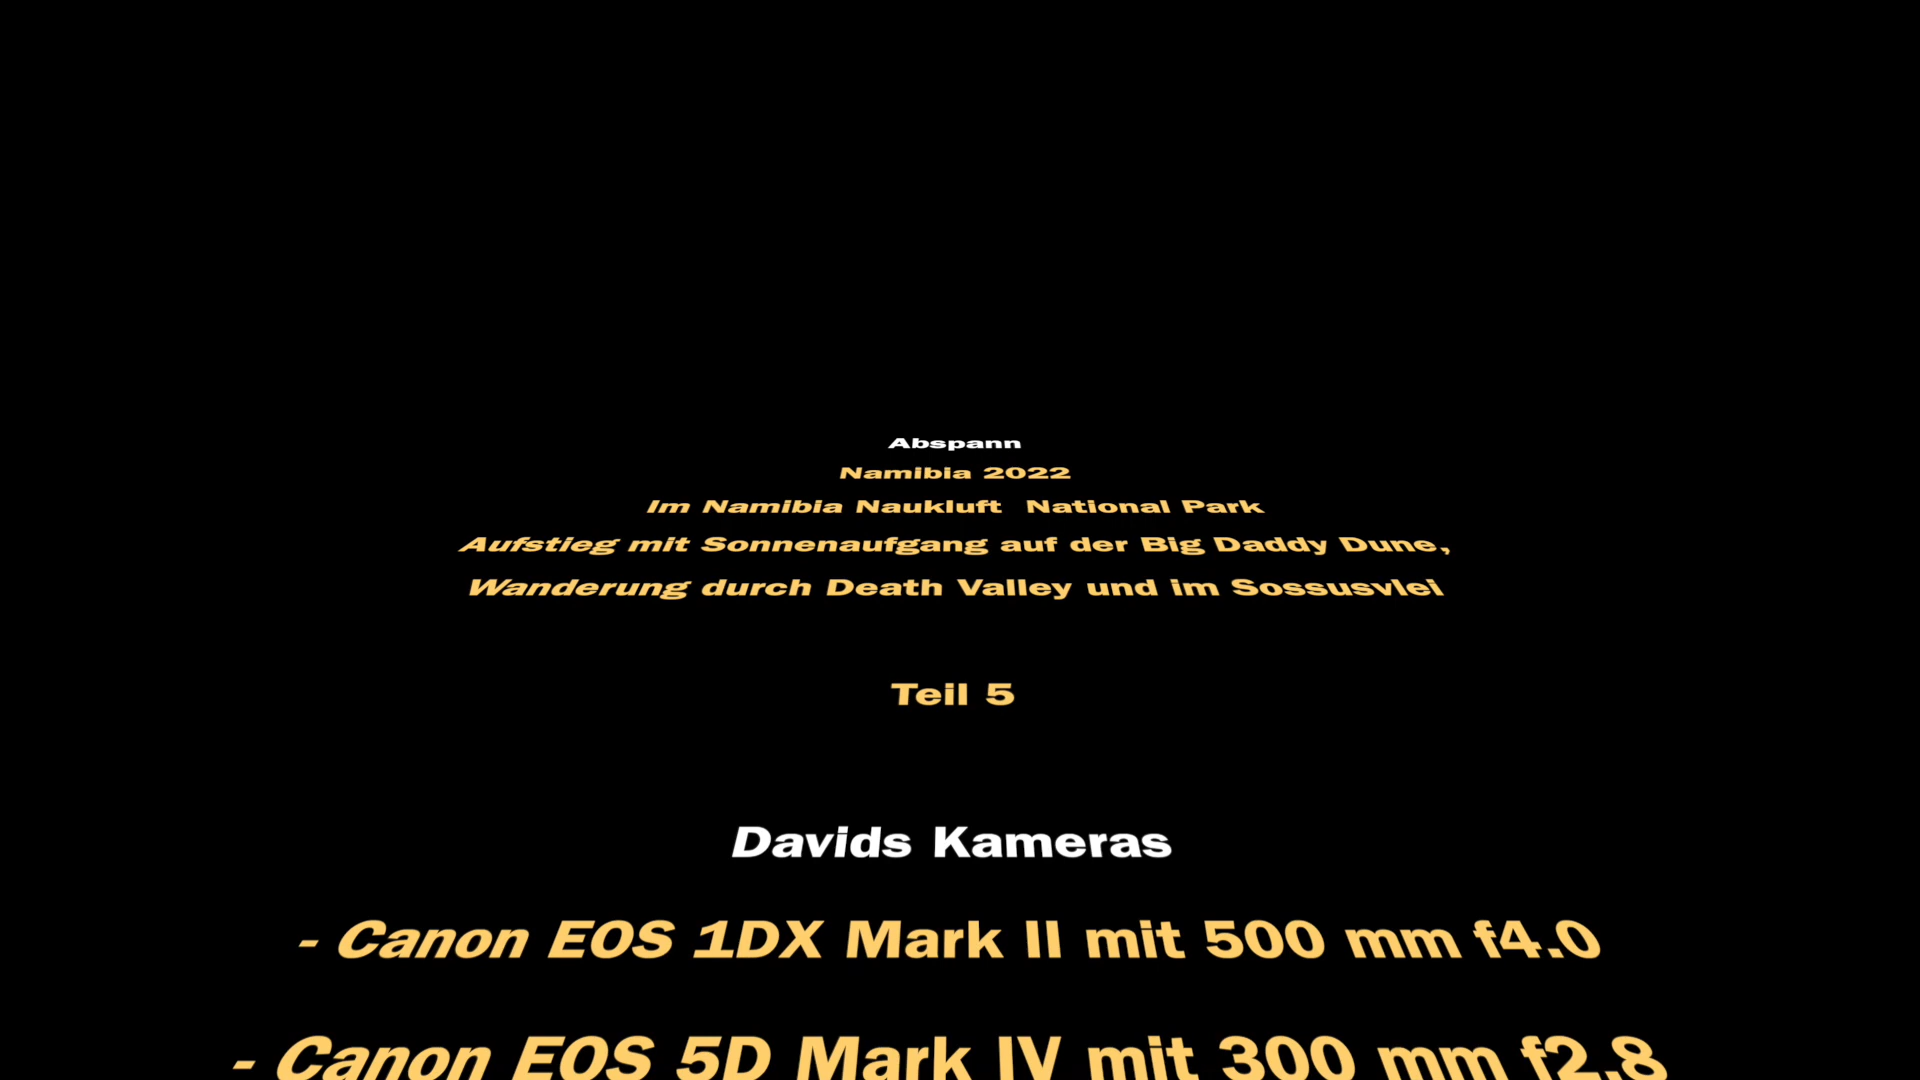 Abspann
Namibia 2022
Im Namibia Naukluft  National Park
Aufstieg mit Sonnenaufgang auf der Big Daddy Dune,
Wanderung durch Death Valley und im Sossusvlei
Teil 5
Davids Kameras
- Canon EOS 1DX Mark II mit 500 mm f4.0
- Canon EOS 5D Mark IV mit 300 mm f2.8